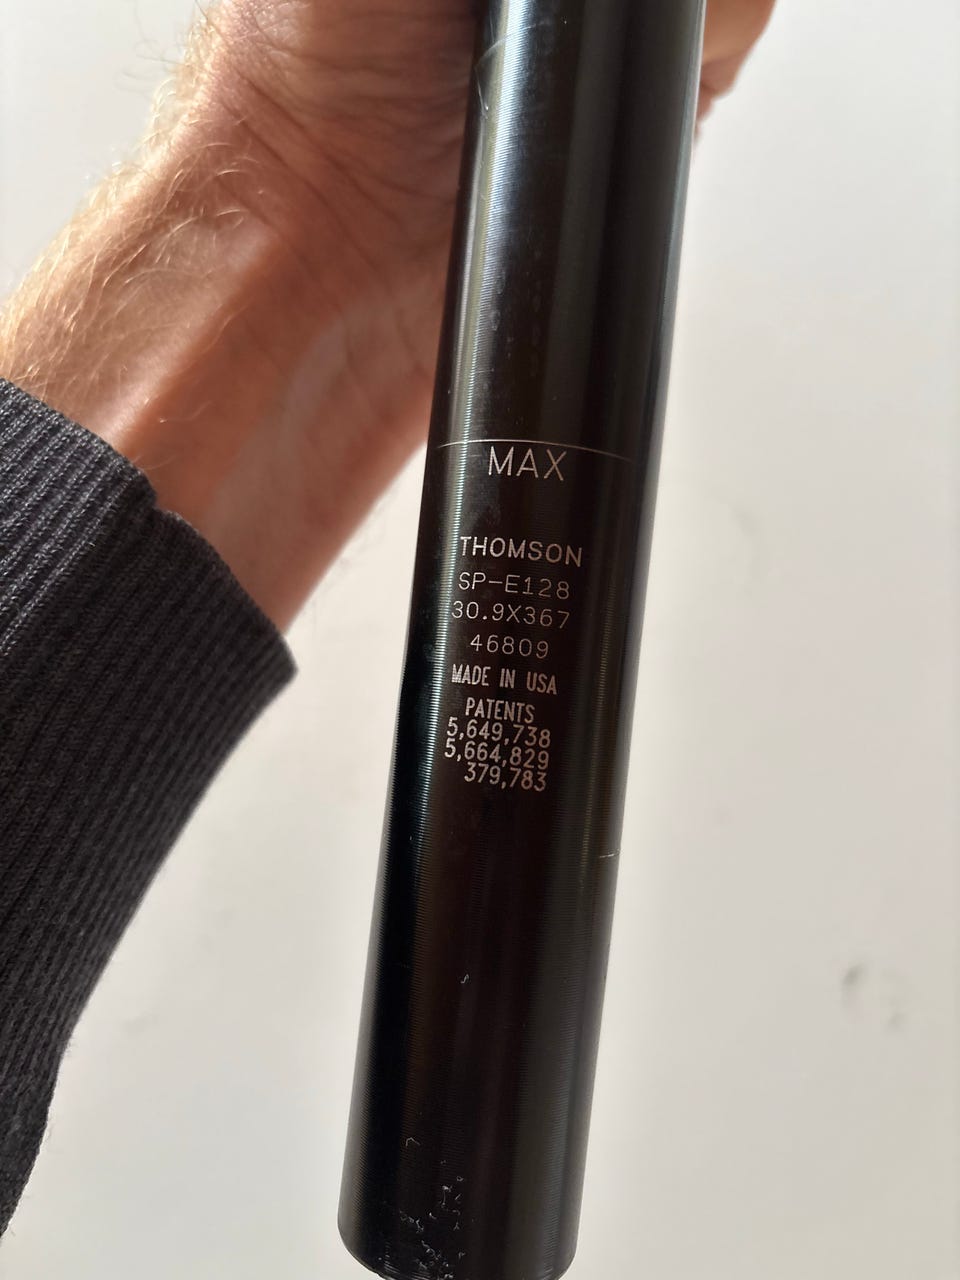 MAX
THOMSON
SP-E128
30.9X367
46809
MADE IN USA
PATENTS
5,649,738
5,664,829
379,783